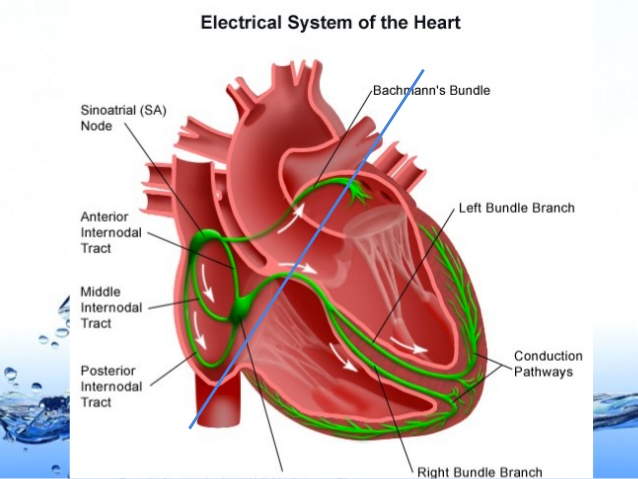 Electrical System of the Heart
Bachmann's Bundle
Sinoatrial (SA)
Node
Left Bundle Branch
Anterior
Internodal
Tract
Middle
Internodal
Tract
Conduction
Pathways
Posterior
Internodal
Tract
Right Bundle Branch